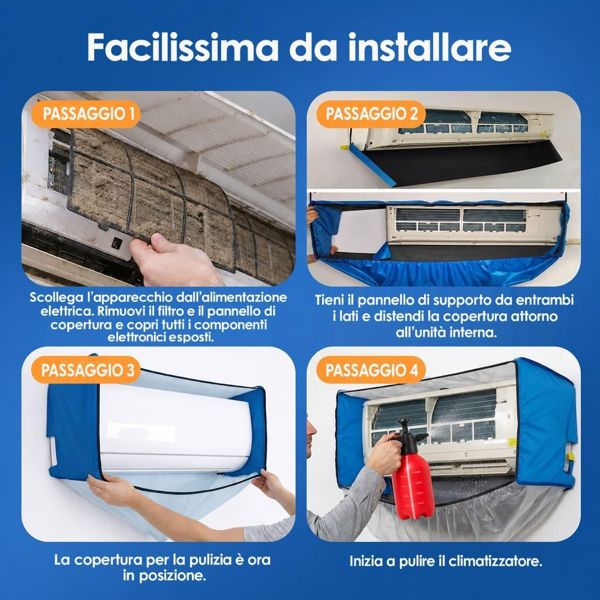 Facilissima da installare
PASSAGGIO 1
Scollega l'apparecchio dall'alimentazione
elettrica. Rimuovi il filtro e il pannello di
copertura e copri tutti i componenti
elettronici esposti.
PASSAGGIO 2
Tieni il pannello di supporto da entrambi
i lati e distendi la copertura attorno
all'unità interna.
PASSAGGIO 3
La copertura per la pulizia è ora
in posizione.
PASSAGGIO 4
Inizia a pulire il climatizzatore.